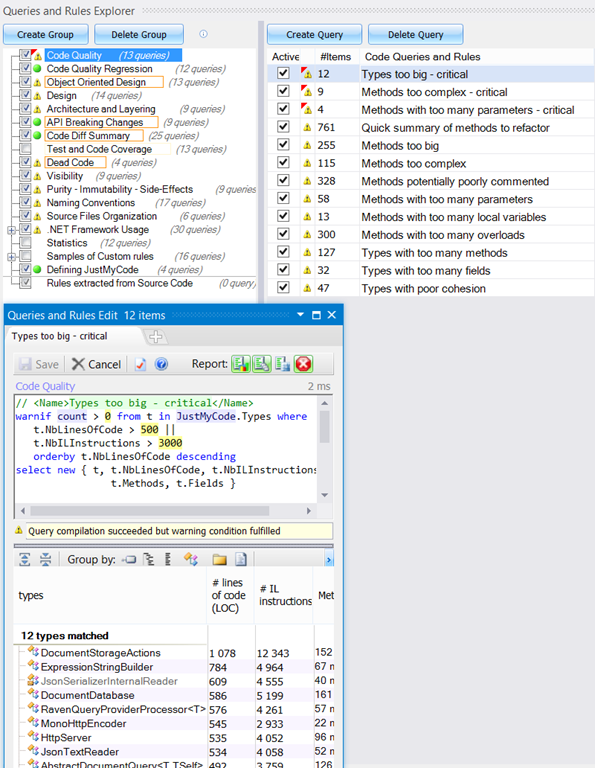 Queries and Rules Explorer
Create Group
Delete Group
Code Quality (13 queries)
Code Quality Regression (12 queries)
Object Oriented Design (13 queries)
Design (14 queries)
Architecture and Layering (9 queries)
API Breaking Changes (9 queries)
Code Diff Summary (25 queries)
Test and Code Coverage (13 queries)
Dead Code (4 queries)
Visibility (9 queries)
Purity - Immutability - Side-Effects (9 queries
Naming Conventions (17 queries)
Source Files Organization (6 queries)
.NET Framework Usage (30 queries)
Statistics (12 queries)
Samples of Custom rules (16 queries)
Defining JustMyCode (4 queries)
Rules extracted from Source Code (0 query)
Create Query
Delete Query
Active #Items Code Queries and Rules
12 Types too big - critical
9 Methods too complex - critical
4 Methods with too many parameters - critical
761 Quick summary of methods to refactor
255 Methods too big
115 Methods too complex
328 Methods potentially poorly commented
58 Methods with too many parameters
13 Methods with too many local variables
300 Methods with too many overloads
127 Types with too many methods
32 Types with too many fields
47 Types with poor cohesion
Queries and Rules Edit 12 items
Types too big - critical
Save Cancel Report:
Code Quality 2 ms
// <Name>Types too big - critical</Name>
warnif count > 0 from t in JustMyCode.Types where
t.NbLinesOfCode > 500 ||
t.NbILInstructions > 3000
orderby t.NbLinesOfCode descending
select new { t, t.NbLinesOfCode, t.NbILInstructions
t.Methods, t.Fields }
Query compilation succeeded but warning condition fulfilled
Group by:
types
# lines
of code
(LOC)
# IL
instructions
Met
12 types matched
DocumentStorageActions 1 078 12 343 152
ExpressionStringBuilder 784 4 964 67 m
JsonSerializerInternalReader 609 4 555 40 m
DocumentDatabase 586 5 199 161
RavenQueryProviderProcessor<T> 576 4 261 57 m
MonoHttpEncoder 545 2 933 22 m
HttpServer 535 4 052 96 m
JsonTextReader 534 4 058 52 m
AbstractDocumentQuery<T,TSelf> 492 3 759 126